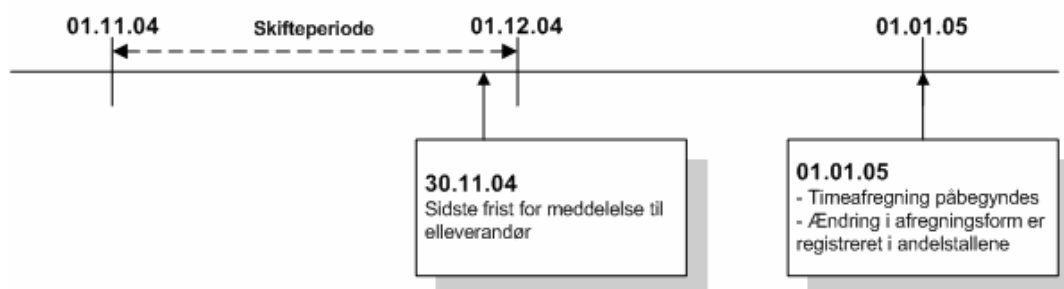 01.11.04 Skifteperiode 01.12.04 01.01.05
30.11.04
Sidste frist for meddelelse til
elleverandør
01.01.05
- Timeafregning påbegyndes
- Ændring i afregningsform er
registreret i andelstallene